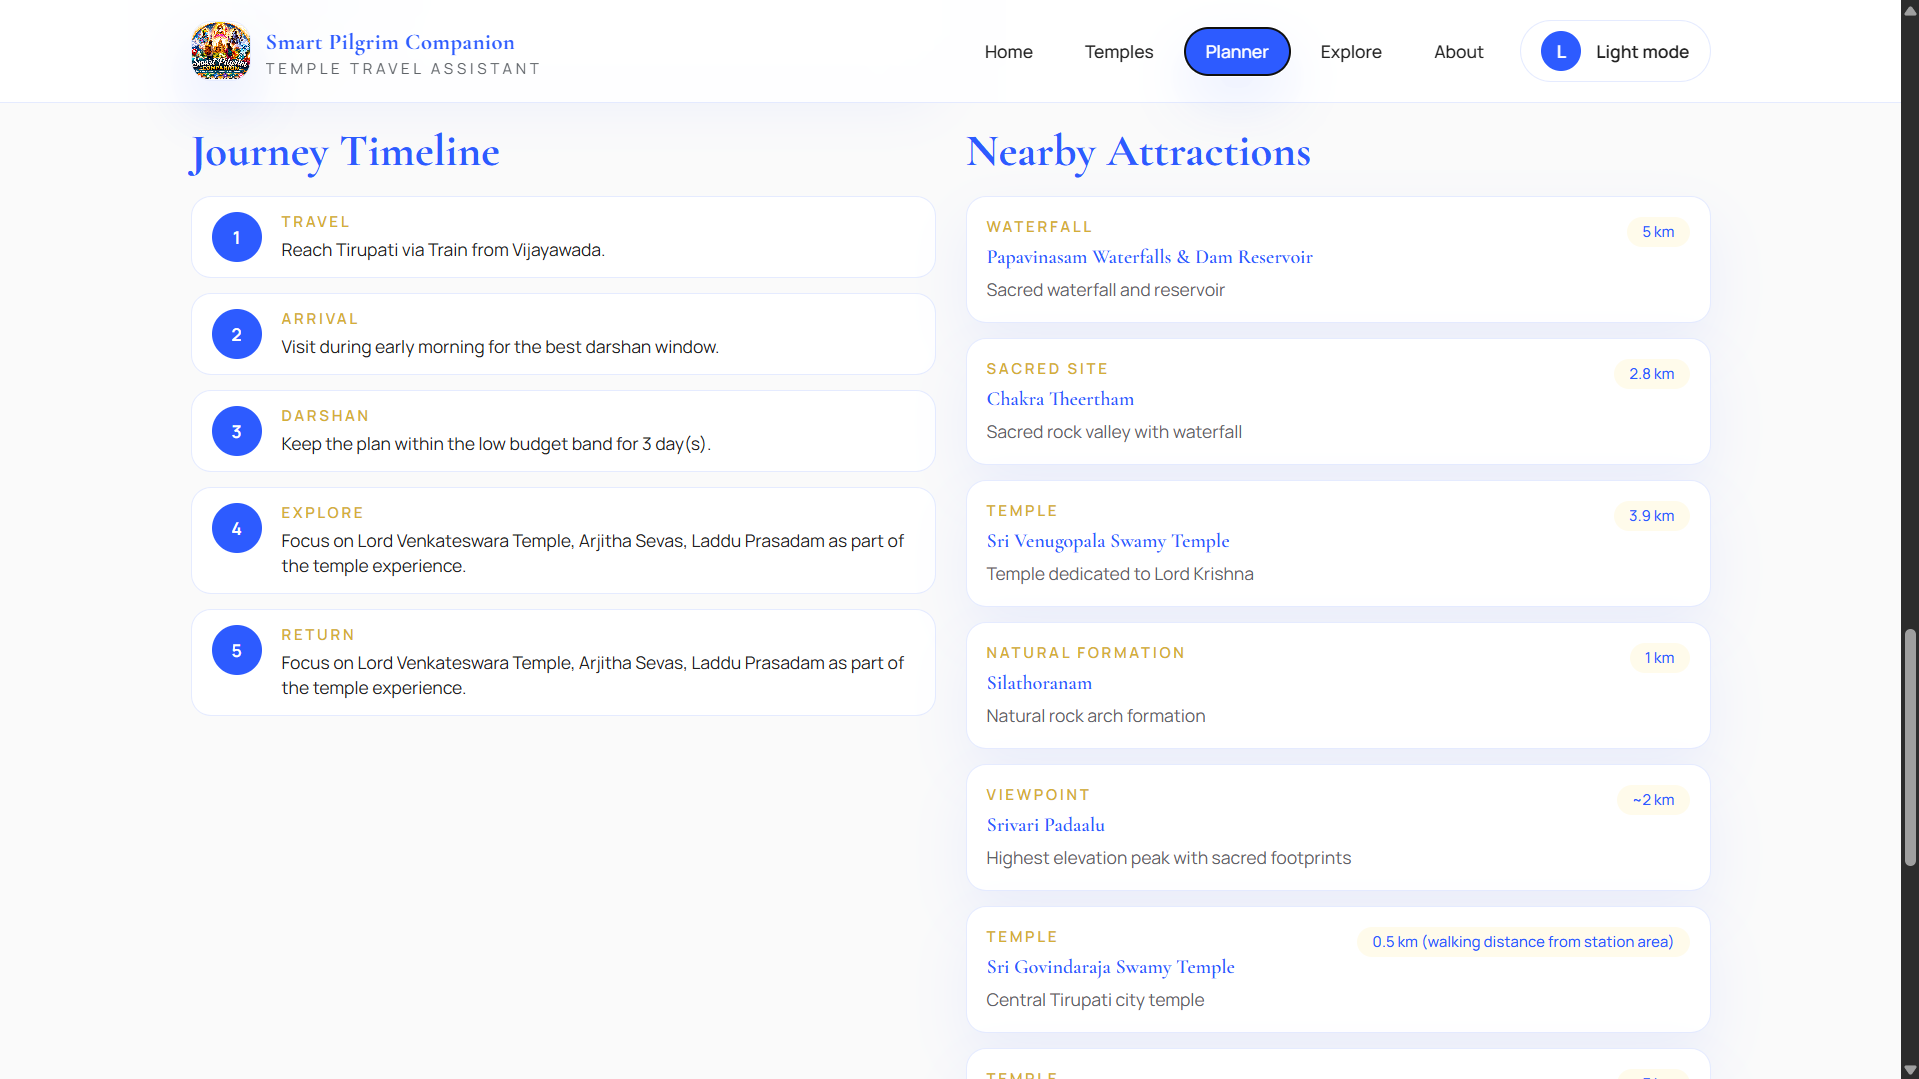 Smart Pilgrim Companion
TEMPLE TRAVEL ASSISTANT
Home
Temples
Planner
Explore
About
L
Light mode
Journey Timeline
1
TRAVEL
Reach Tirupati via Train from Vijayawada.
2
ARRIVAL
Visit during early morning for the best darshan window.
3
DARSHAN
Keep the plan within the low budget band for 3 day(s).
4
EXPLORE
Focus on Lord Venkateswara Temple, Arjitha Sevas, Laddu Prasadam as part of
the temple experience.
5
RETURN
Focus on Lord Venkateswara Temple, Arjitha Sevas, Laddu Prasadam as part of
the temple experience.
Nearby Attractions
WATERFALL
5 km
Papavinasam Waterfalls & Dam Reservoir
Sacred waterfall and reservoir
SACRED SITE
2.8 km
Chakra Theertham
Sacred rock valley with waterfall
TEMPLE
3.9 km
Sri Venugopala Swamy Temple
Temple dedicated to Lord Krishna
NATURAL FORMATION
1 km
Silathoranam
Natural rock arch formation
VIEWPOINT
~2 km
Srivari Padaalu
Highest elevation peak with sacred footprints
TEMPLE
0.5 km (walking distance from station area)
Sri Govindaraja Swamy Temple
Central Tirupati city temple
TEMPLE